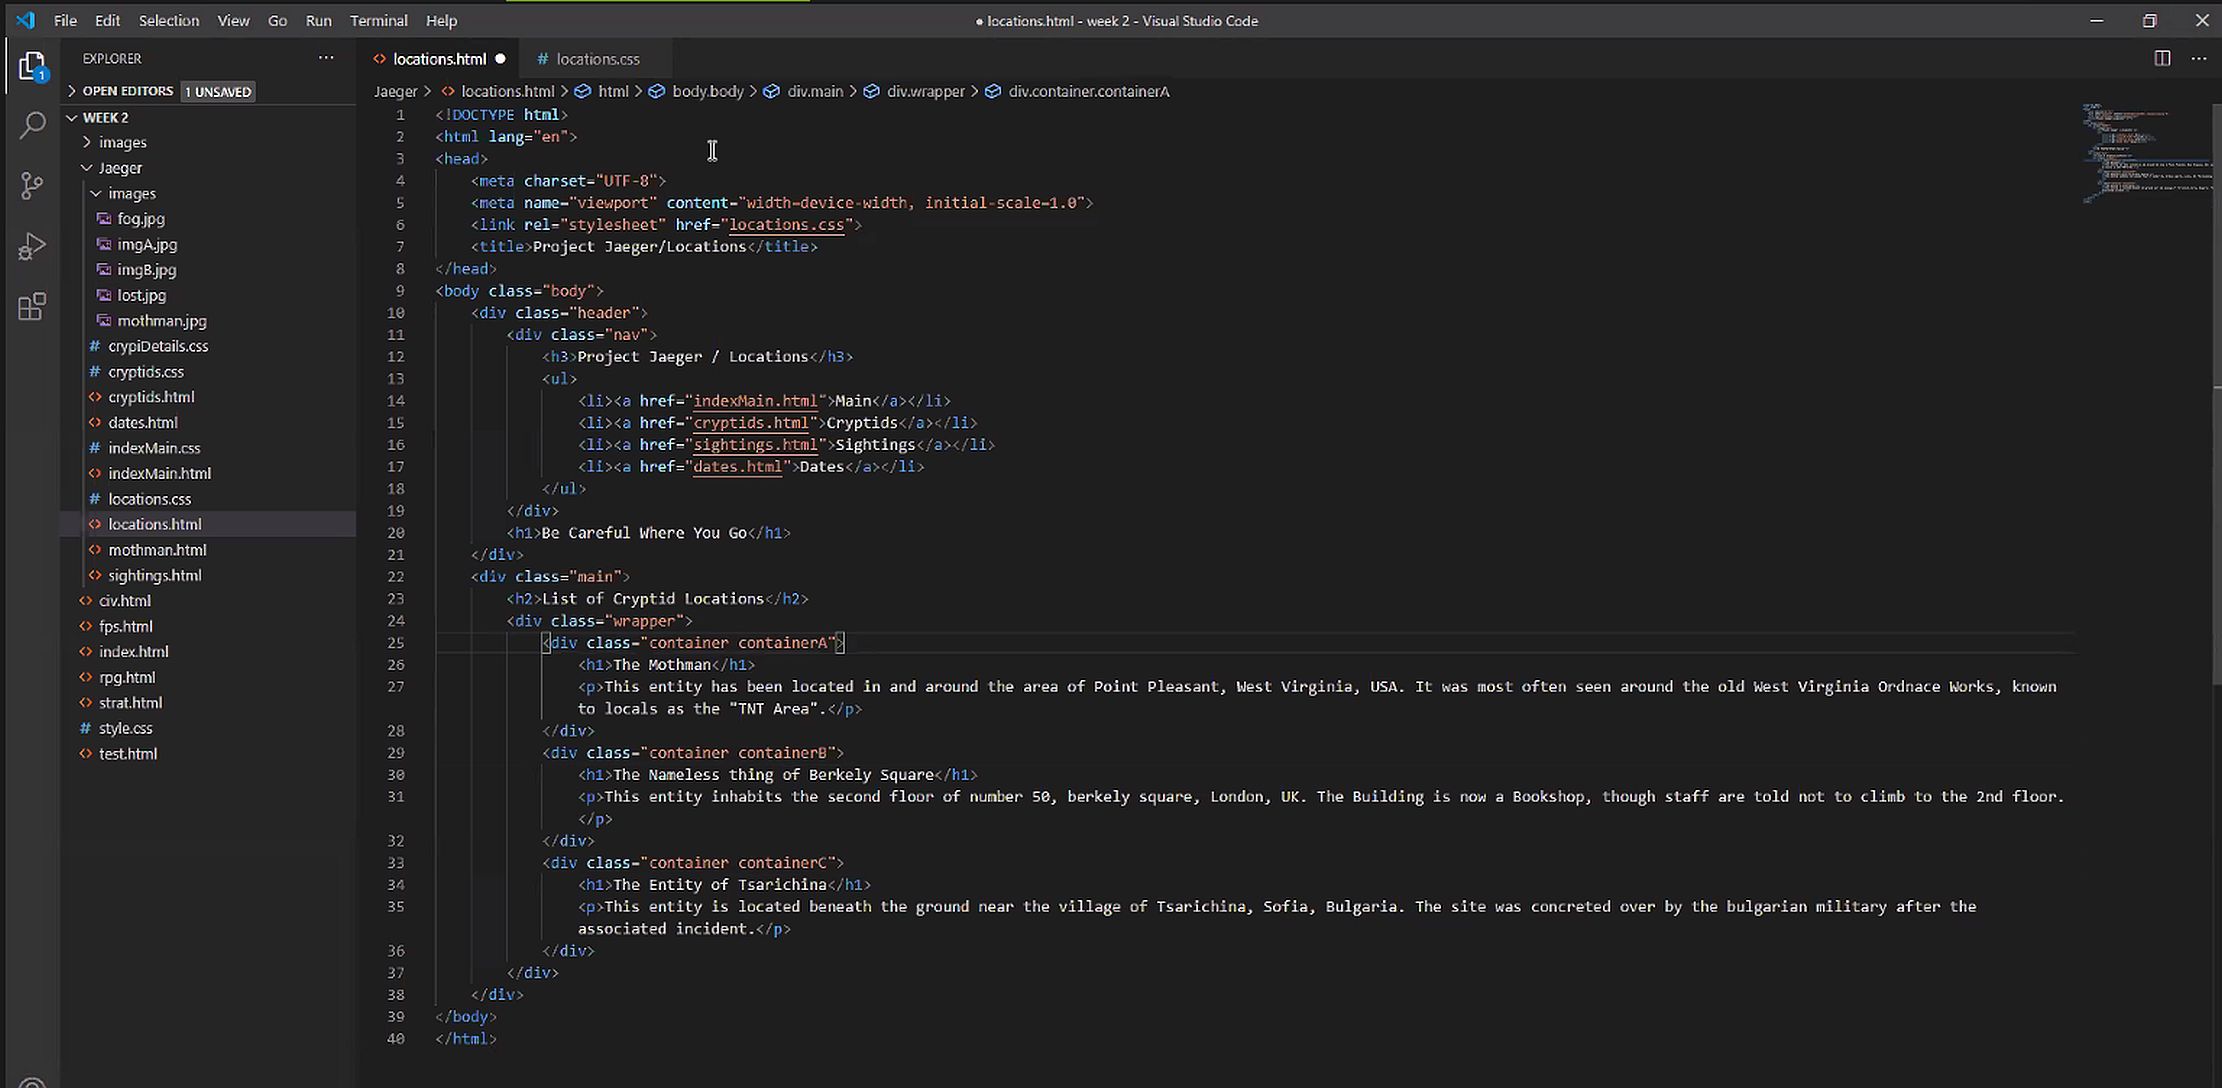 File Edit Selection View Go Run Terminal Help
● locations.html - week 2 - Visual Studio Code
EXPLORER
1
OPEN EDITORS 1 UNSAVED
WEEK 2
images
Jaeger
images
fog.jpg
imgA.jpg
imgB.jpg
lost.jpg
mothman.jpg
# crypiDetails.css
# cryptids.css
<> cryptids.html
<> dates.html
# indexMain.css
<> indexMain.html
# locations.css
<> locations.html
<> mothman.html
<> sightings.html
<> civ.html
<> fps.html
<> index.html
<> rpg.html
<> strat.html
# style.css
<> test.html
<> locations.html ● # locations.css
Jaeger > <> locations.html > html > body.body > div.main > div.wrapper > div.container.containerA
1 <!DOCTYPE html>
2 <html lang="en">
3 <head>
4 <meta charset="UTF-8">
5 <meta name="viewport" content="width=device-width, initial-scale=1.0">
6 <link rel="stylesheet" href="locations.css">
7 <title>Project Jaeger/Locations</title>
8 </head>
9 <body class="body">
10 <div class="header">
11 <div class="nav">
12 <h3>Project Jaeger / Locations</h3>
13 <ul>
14 <li><a href="indexMain.html">Main</a></li>
15 <li><a href="cryptids.html">Cryptids</a></li>
16 <li><a href="sightings.html">Sightings</a></li>
17 <li><a href="dates.html">Dates</a></li>
18 </ul>
19 </div>
20 <h1>Be Careful Where You Go</h1>
21 </div>
22 <div class="main">
23 <h2>List of Cryptid Locations</h2>
24 <div class="wrapper">
25 <div class="container containerA">
26 <h1>The Mothman</h1>
27 <p>This entity has been located in and around the area of Point Pleasant, West Virginia, USA. It was most often seen around the old West Virginia Ordnace Works, known
to locals as the "TNT Area".</p>
28 </div>
29 <div class="container containerB">
30 <h1>The Nameless thing of Berkely Square</h1>
31 <p>This entity inhabits the second floor of number 50, berkely square, London, UK. The Building is now a Bookshop, though staff are told not to climb to the 2nd floor.
</p>
32 </div>
33 <div class="container containerC">
34 <h1>The Entity of Tsarichina</h1>
35 <p>This entity is located beneath the ground near the village of Tsarichina, Sofia, Bulgaria. The site was concreted over by the bulgarian military after the
associated incident.</p>
36 </div>
37 </div>
38 </div>
39 </body>
40 </html>